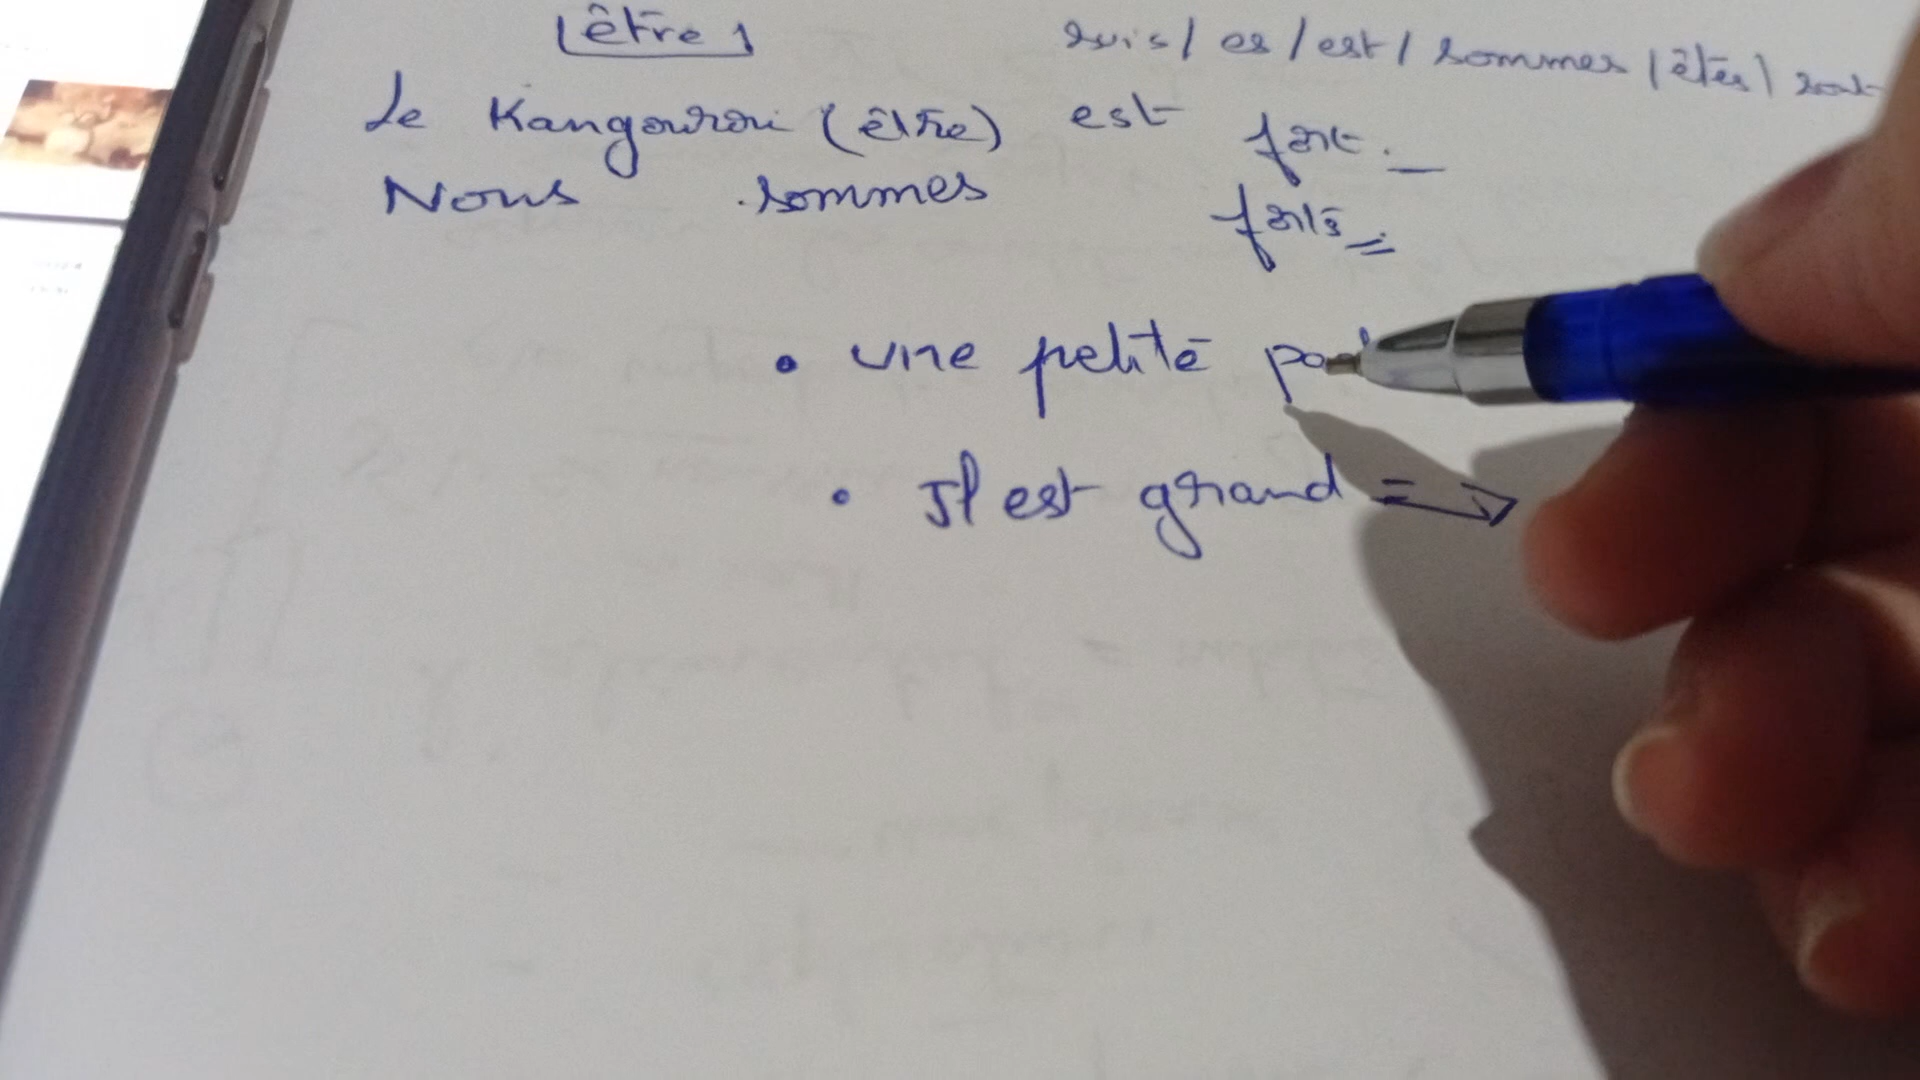 être
suis / es / est / sommes / êtes / sont
Le Kangourou (être) est fort.
Nous sommes forts
• une petite
• Il est grand =>